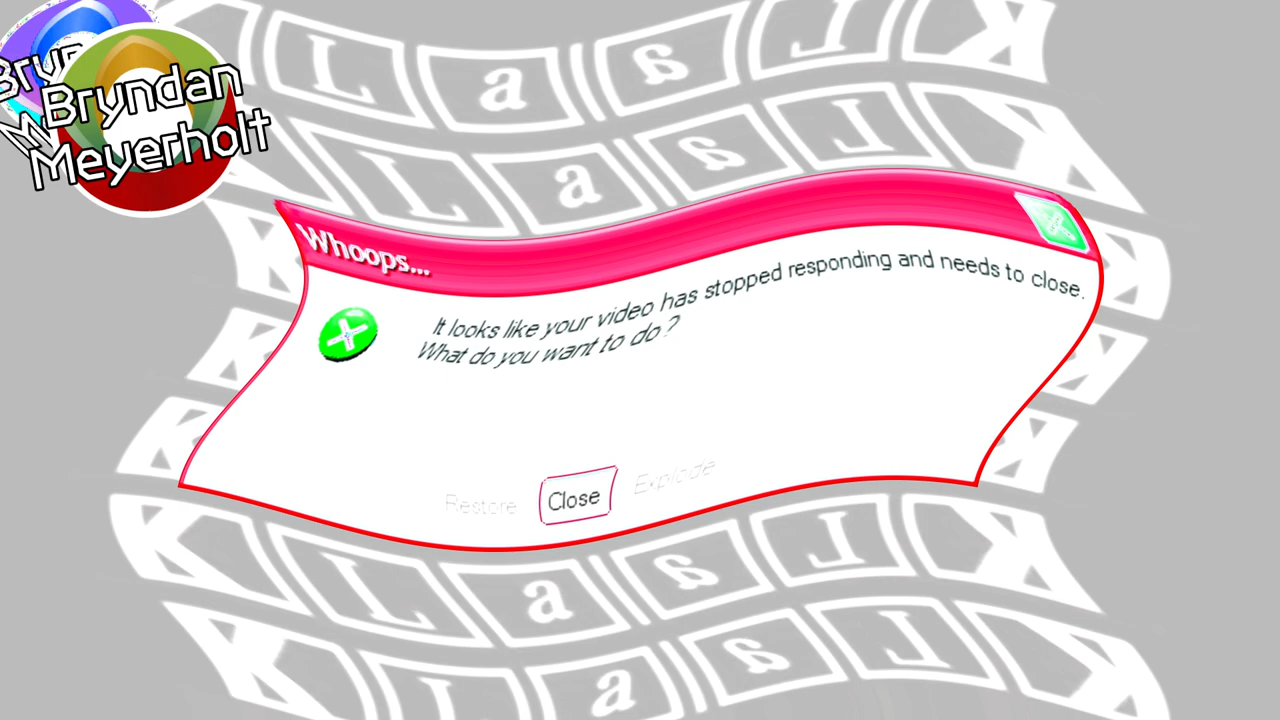 K L a a L K
Bryndan
Meyerholt
K L a a L K
Whoops...
It looks like your video has stopped responding and needs to close.
What do you want to do ?
Restore Close Explode
K L a a L K
K L a a L K